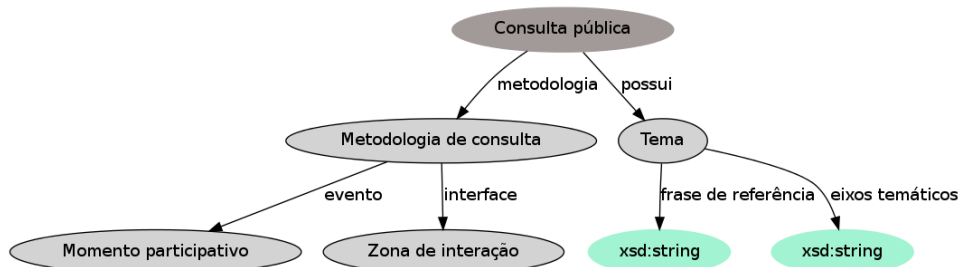 Consulta pública
metodologia
possui
Metodologia de consulta
Tema
evento
interface
frase de referência
eixos temáticos
Momento participativo
Zona de interação
xsd:string
xsd:string